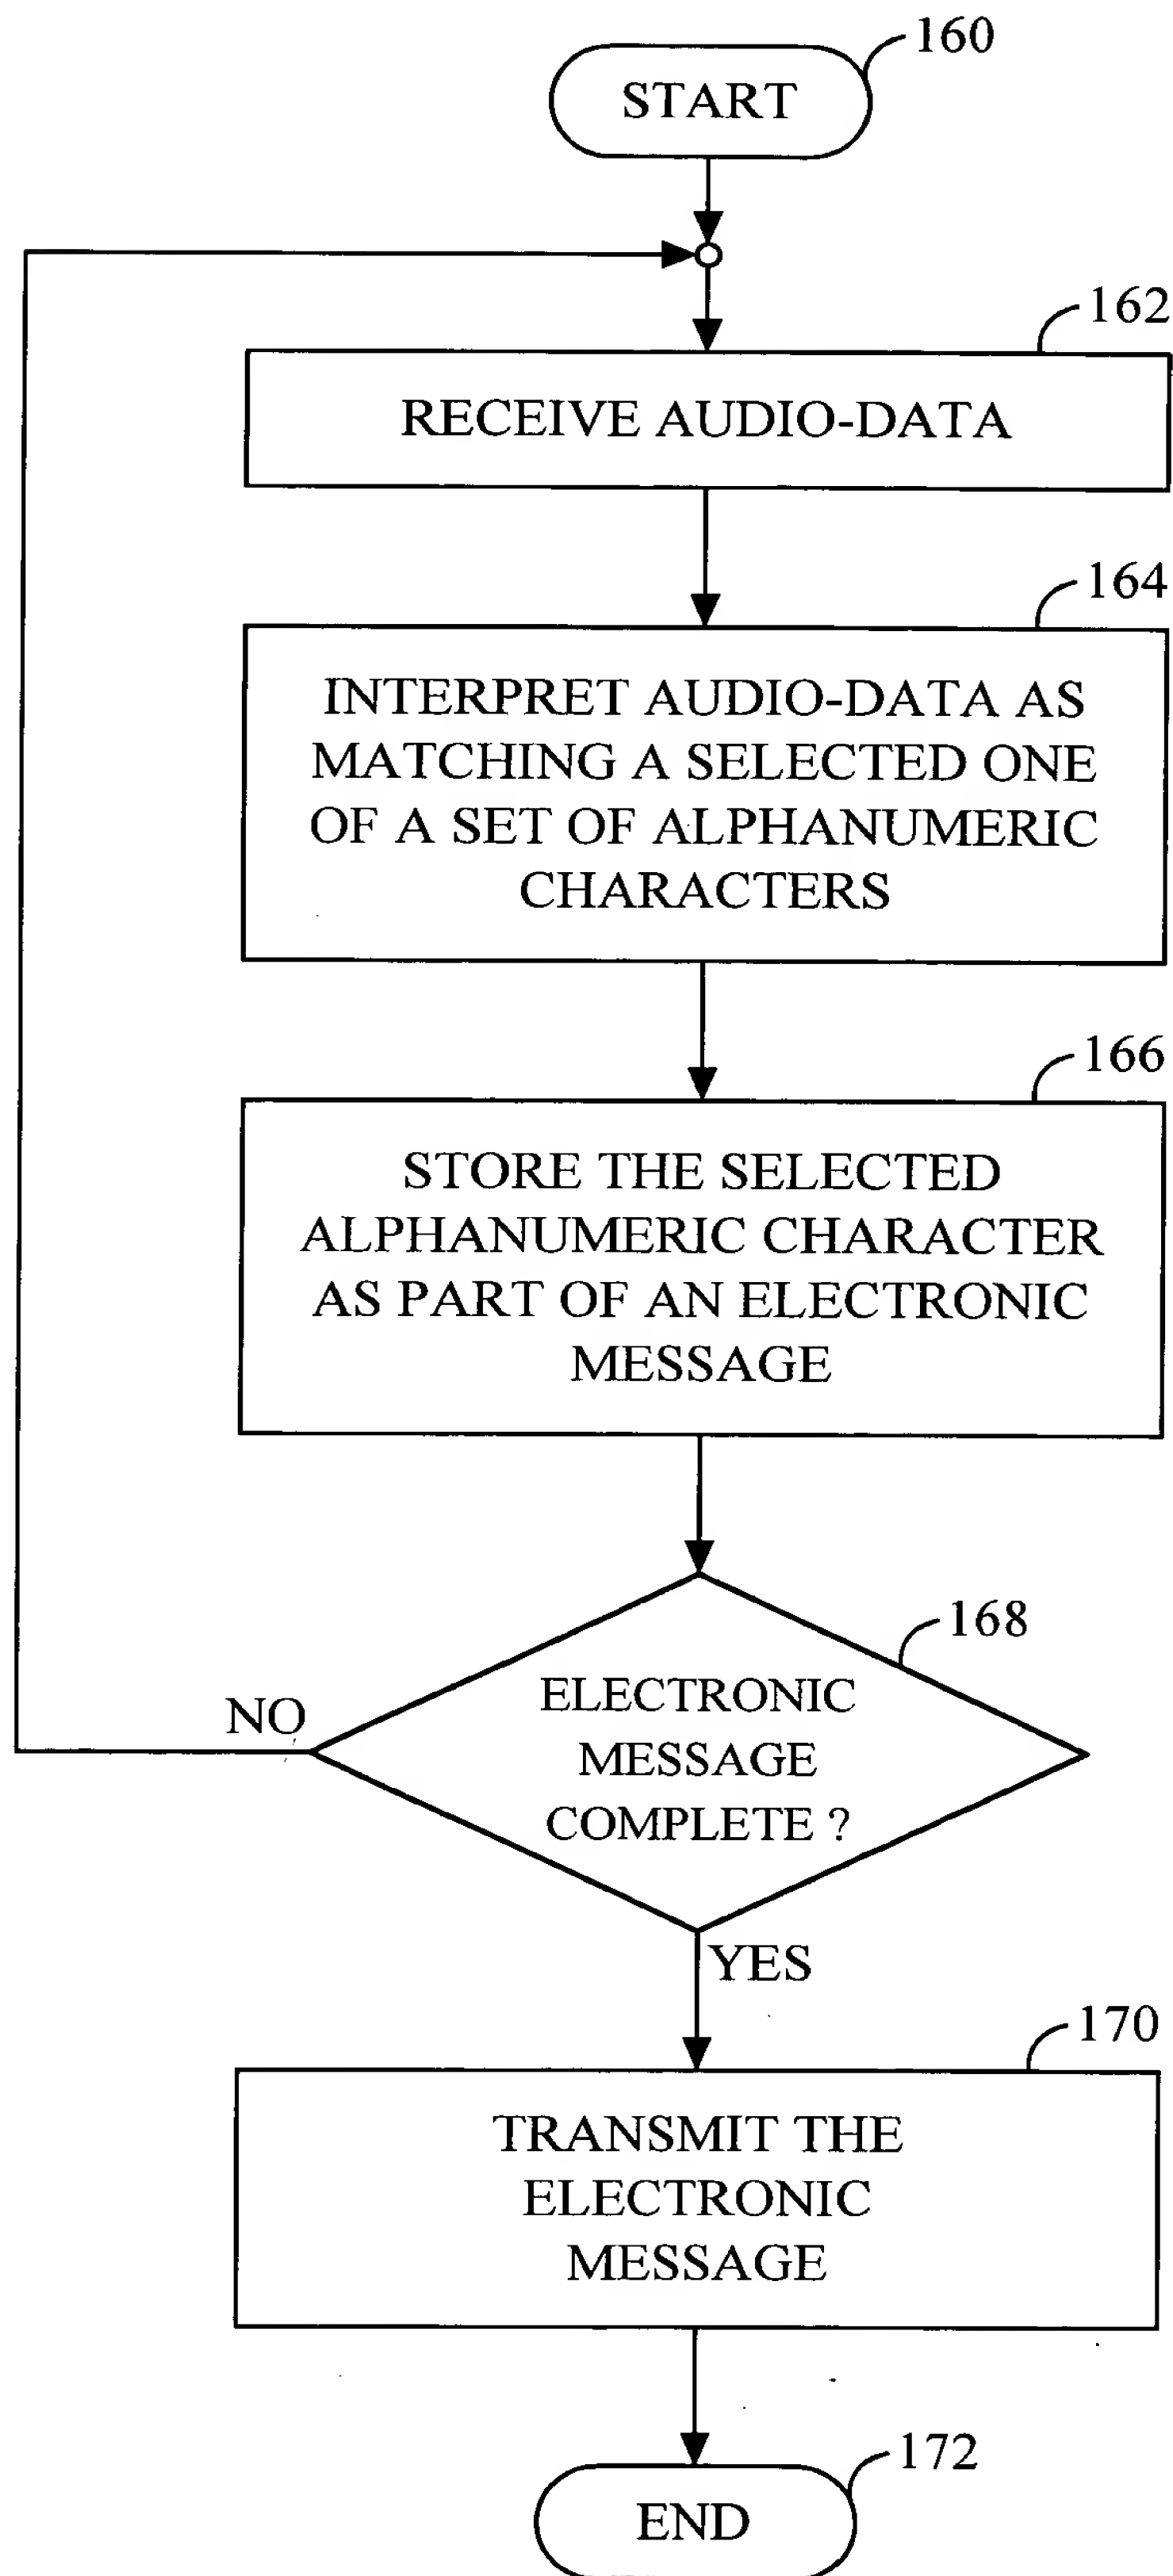 160
START
162
RECEIVE AUDIO-DATA
164
INTERPRET AUDIO-DATA AS
MATCHING A SELECTED ONE
OF A SET OF ALPHANUMERIC
CHARACTERS
166
STORE THE SELECTED
ALPHANUMERIC CHARACTER
AS PART OF AN ELECTRONIC
MESSAGE
168
ELECTRONIC
MESSAGE
COMPLETE ?
NO
YES
170
TRANSMIT THE
ELECTRONIC
MESSAGE
172
END